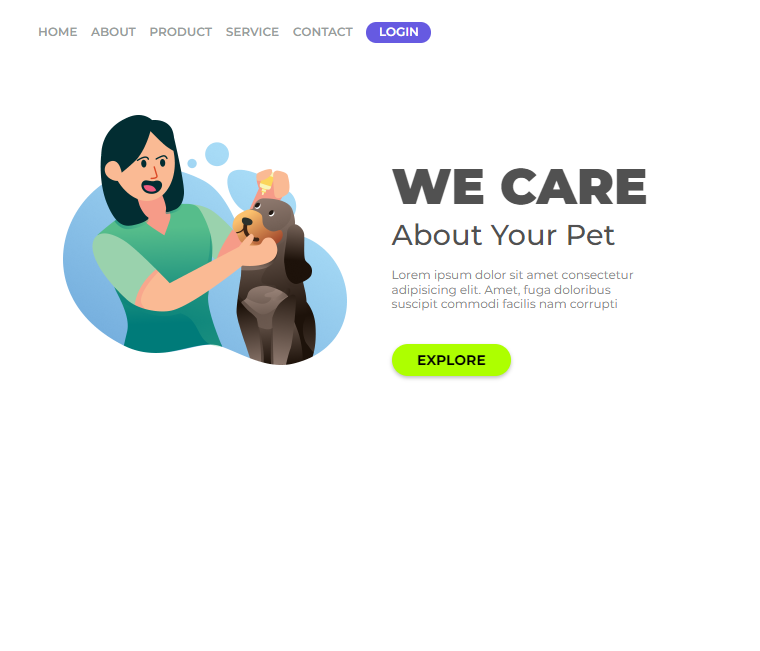 HOME ABOUT PRODUCT SERVICE CONTACT LOGIN
WE CARE
About Your Pet
Lorem ipsum dolor sit amet consectetur
adipisicing elit. Amet, fuga doloribus
suscipit commodi facilis nam corrupti
EXPLORE